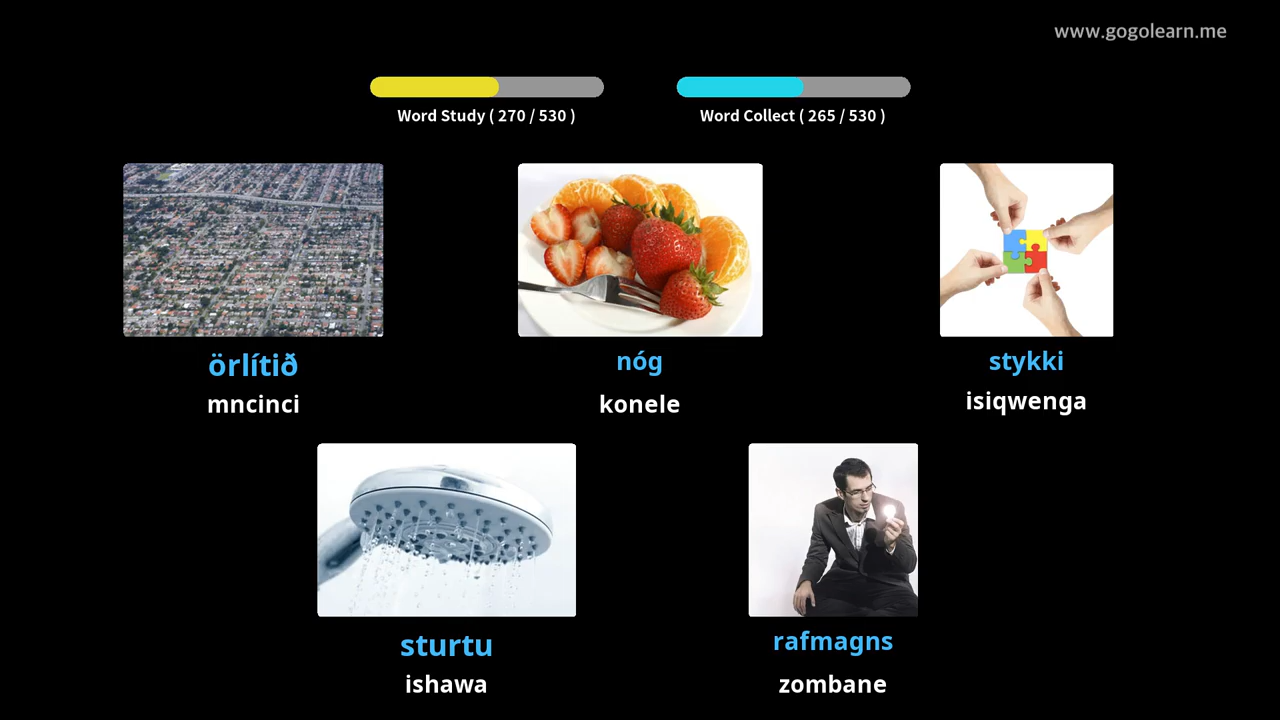 www.gogolearn.me
Word Study ( 270 / 530 )
Word Collect ( 265 / 530 )
örlítið
mncinci
nóg
konele
stykki
isiqwenga
sturtu
ishawa
rafmagns
zombane